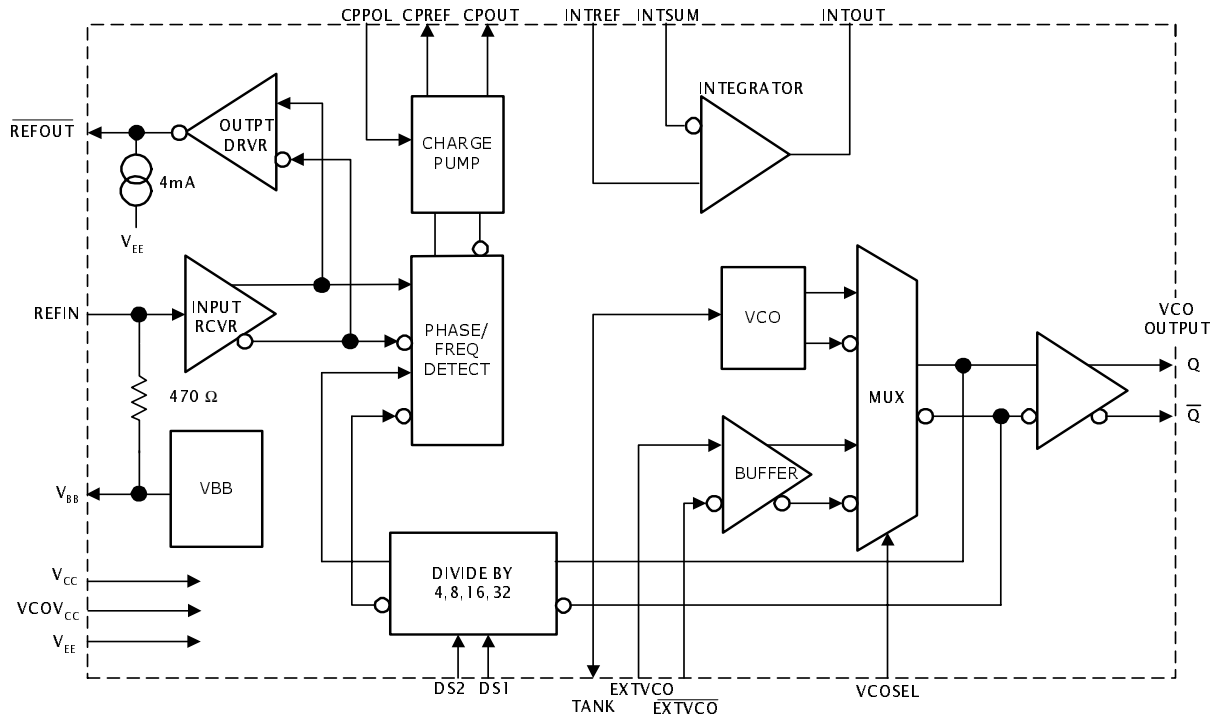 CPPOL CPREF CPOUT INTREF INTSUM INTOUT
INTEGRATOR
REFOUT
OUTPT
DRVR
CHARGE
PUMP
4mA
VEE
REFIN
INPUT
RCVR
PHASE/
FREQ
DETECT
VCO
VCO
OUTPUT
Q
MUX
Q
470 Ω
VBB
VBB
BUFFER
DIVIDE BY
4,8,16,32
VCC
VCOVCC
VEE
DS2 DS1
TANK
EXTVCO
EXTVCO
VCOSEL